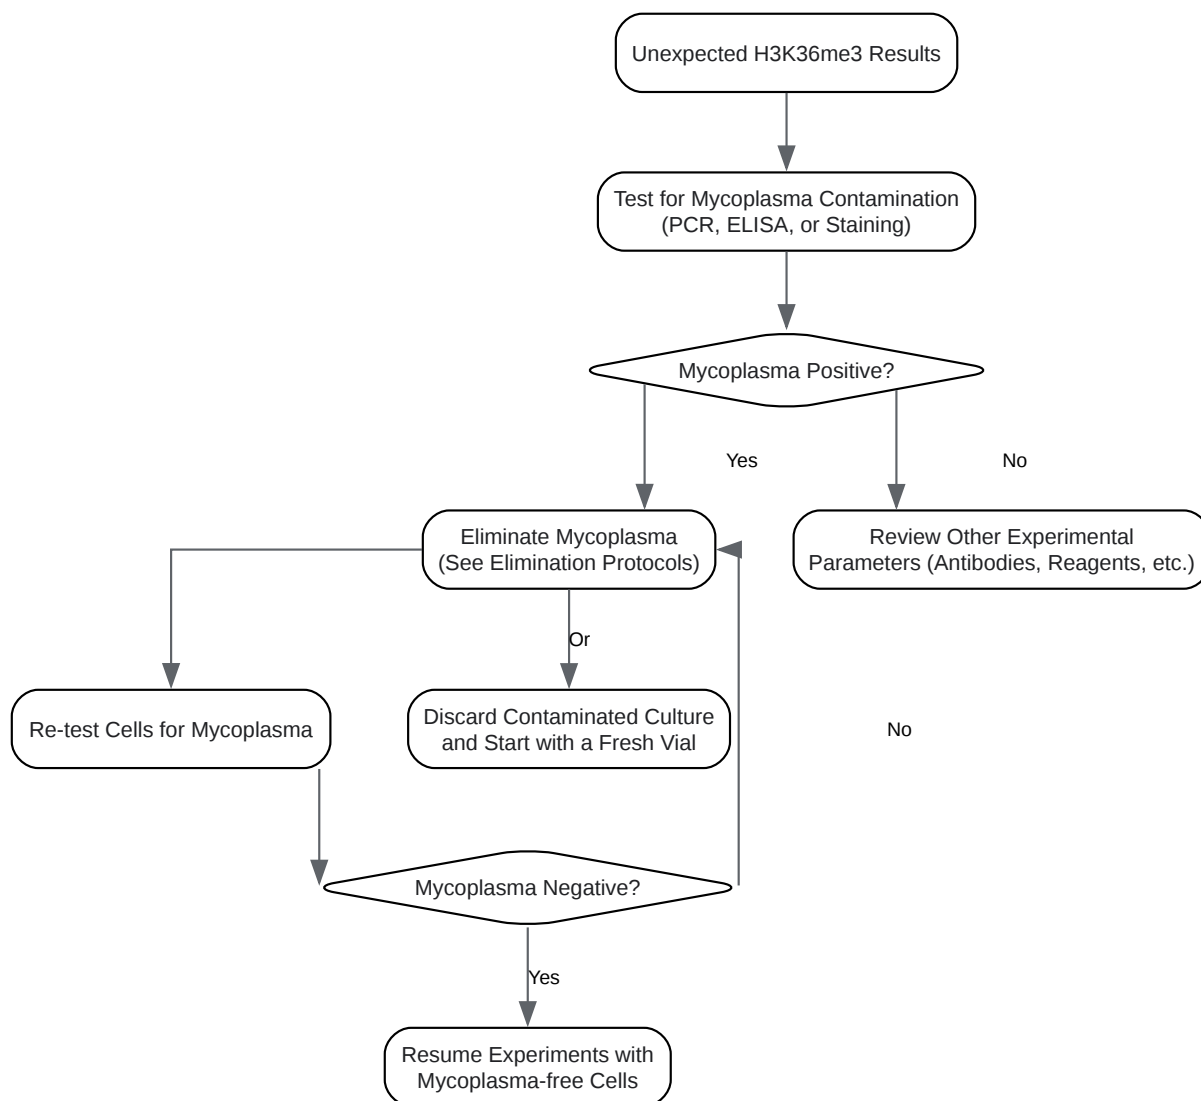 Unexpected H3K36me3 Results
Test for Mycoplasma Contamination
(PCR, ELISA, or Staining)
Mycoplasma Positive?
Yes
No
Eliminate Mycoplasma
(See Elimination Protocols)
Review Other Experimental
Parameters (Antibodies, Reagents, etc.)
Or
Re-test Cells for Mycoplasma
Discard Contaminated Culture
and Start with a Fresh Vial
No
Mycoplasma Negative?
Yes
Resume Experiments with
Mycoplasma-free Cells